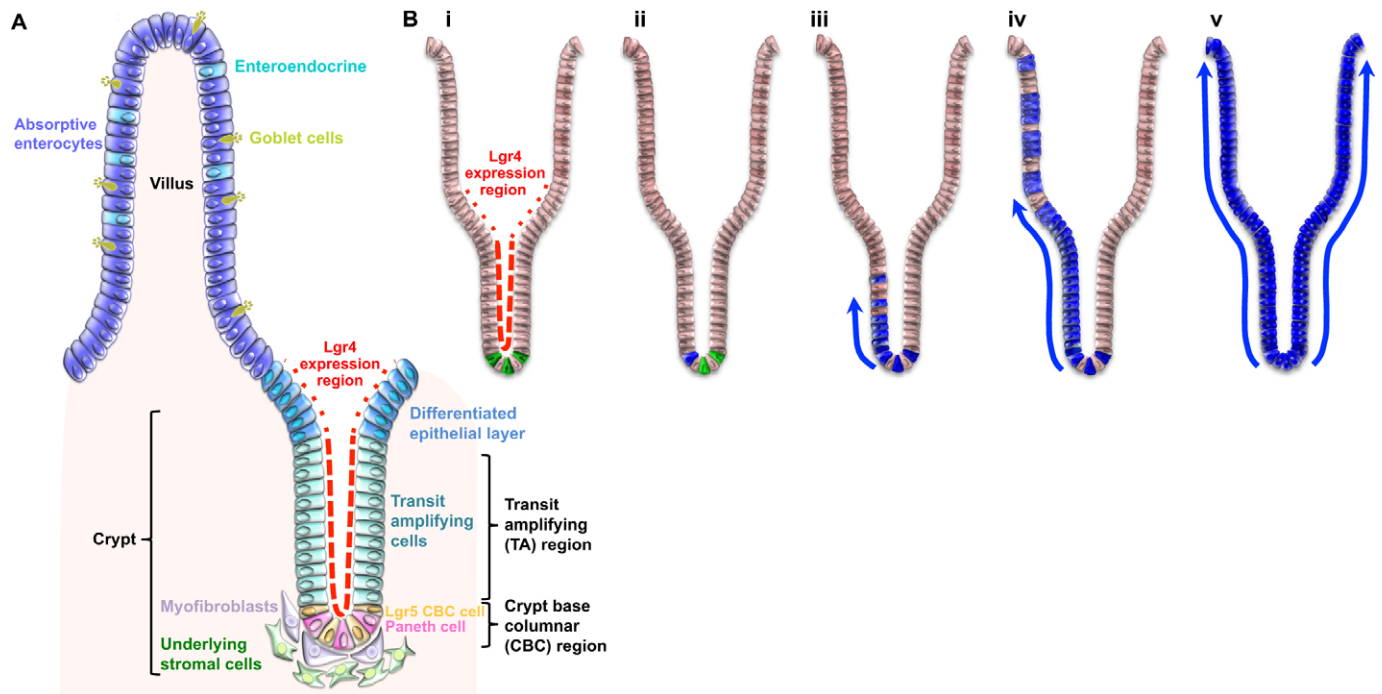 A
Enteroendocrine
Absorptive
enterocytes
Goblet cells
Villus
Lgr4
expression
region
Differentiated
epithelial layer
Crypt
Transit
amplifying
cells
Transit
amplifying
(TA) region
Myofibroblasts
Lgr5 CBC cell
Paneth cell
Crypt base
columnar
(CBC) region
Underlying
stromal cells
B
i
ii
iii
iv
v
Lgr4
expression
region